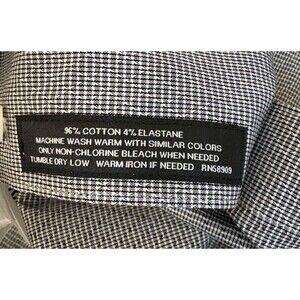 96% COTTON 4% ELASTANE
MACHINE WASH WARM WITH SIMILAR COLORS
ONLY NON-CHLORINE BLEACH WHEN NEEDED
TUMBLE DRY LOW WARM IRON IF NEEDED RN58909